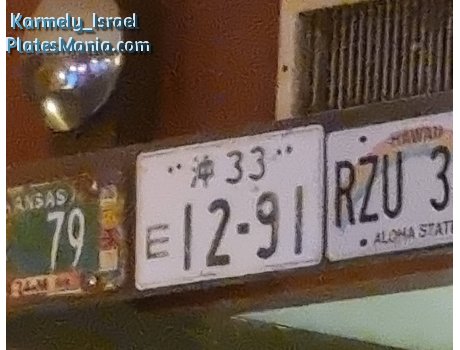 Karmely_Israel
PlatesMania.com
ANSAS
79
沖 33
E 12-91
HAWAII
RZU 3
ALOHA STATE